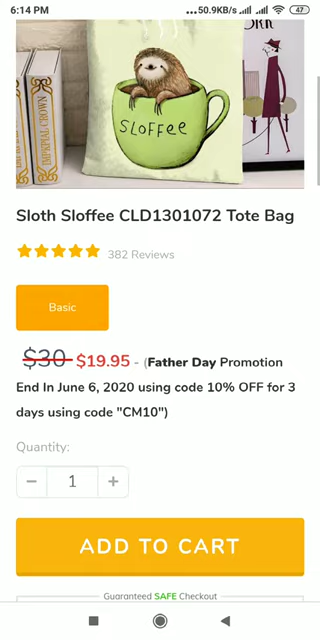 6:14 PM
...50.9KB/s
47
IMPERIAL CROWN
SLOFFEE
Sloth Sloffee CLD1301072 Tote Bag
382 Reviews
Basic
$30 $19.95 - (Father Day Promotion
End In June 6, 2020 using code 10% OFF for 3
days using code "CM10")
Quantity:
− 1 +
ADD TO CART
Guaranteed SAFE Checkout